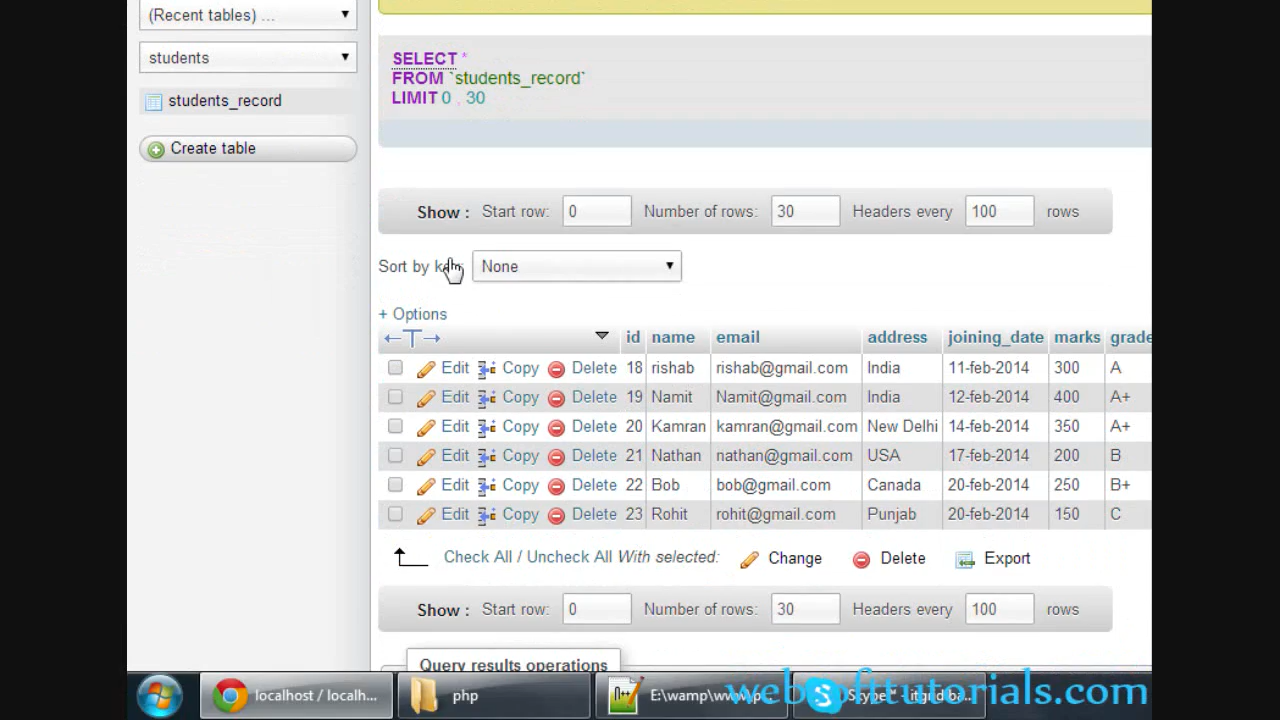 (Recent tables) ...
students
students_record
Create table
SELECT *
FROM `students_record`
LIMIT 0 , 30
Show : Start row: 0 Number of rows: 30 Headers every 100 rows
Sort by None
+ Options
id name email address joining_date marks grade
Edit Copy Delete 18 rishab rishab@gmail.com India 11-feb-2014 300 A
Edit Copy Delete 19 Namit Namit@gmail.com India 12-feb-2014 400 A+
Edit Copy Delete 20 Kamran kamran@gmail.com New Delhi 14-feb-2014 350 A+
Edit Copy Delete 21 Nathan nathan@gmail.com USA 17-feb-2014 200 B
Edit Copy Delete 22 Bob bob@gmail.com Canada 20-feb-2014 250 B+
Edit Copy Delete 23 Rohit rohit@gmail.com Punjab 20-feb-2014 150 C
Check All / Uncheck All With selected: Change Delete Export
Show : Start row: 0 Number of rows: 30 Headers every 100 rows
Query results operations
localhost / localh... php E:\wamp\www\p... Skype™